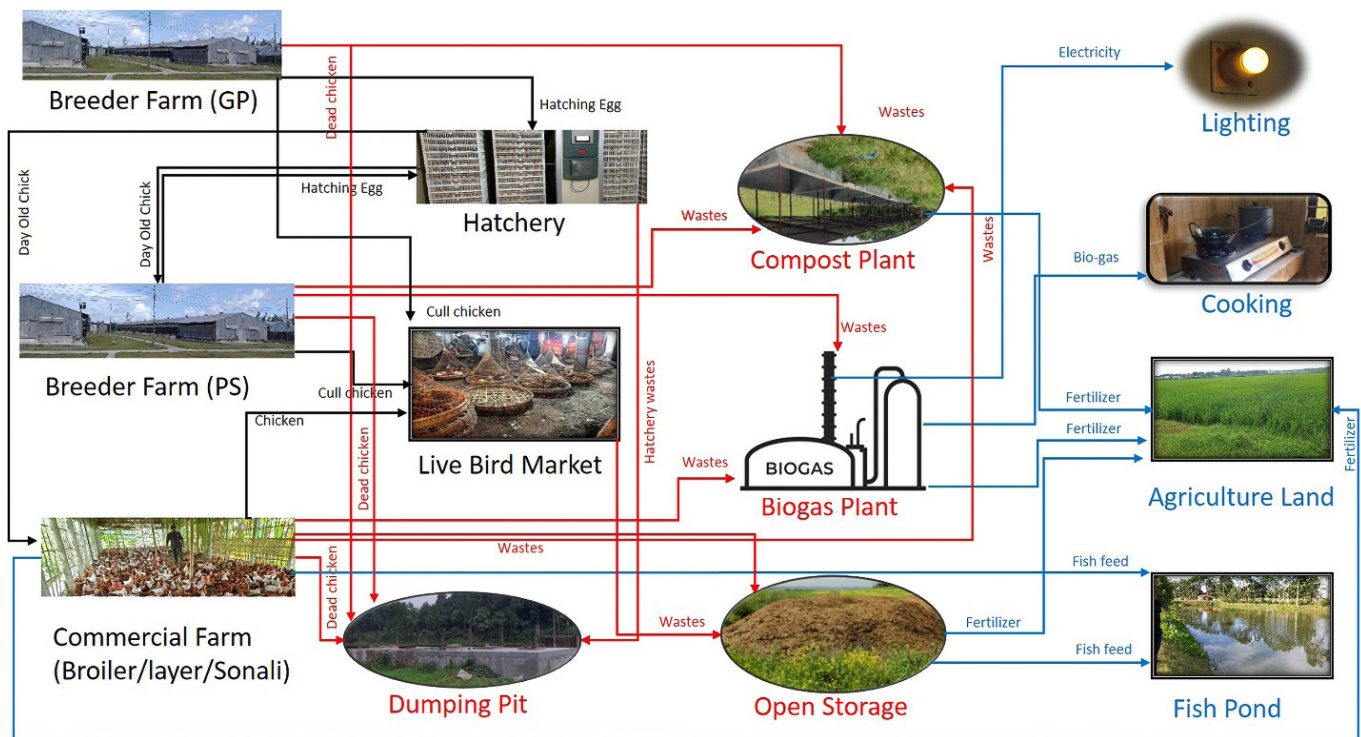 Breeder Farm (GP)
Dead chicken
Hatching Egg
Wastes
Electricity
Lighting
Day Old Chick
Day Old Chick
Hatching Egg
Hatchery
Wastes
Compost Plant
Wastes
Bio-gas
Cooking
Breeder Farm (PS)
Cull chicken
Cull chicken
Chicken
Live Bird Market
Dead chicken
Hatchery wastes
Wastes
Wastes
BIOGAS
Biogas Plant
Fertilizer
Fertilizer
Fertilizer
Agriculture Land
Commercial Farm
(Broiler/layer/Sonali)
Dead chicken
Wastes
Dumping Pit
Wastes
Open Storage
Fertilizer
Fish feed
Fish feed
Fish Pond